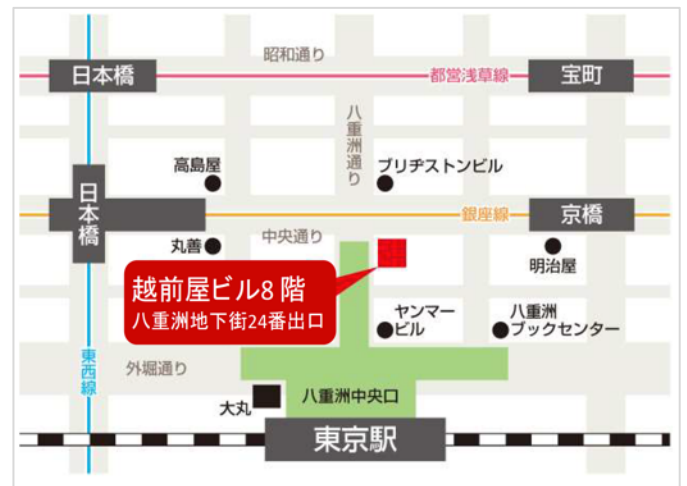 昭和通り
日本橋
都営浅草線
宝町
八重洲通り
高島屋
ブリヂストンビル
日本橋
銀座線
京橋
中央通り
丸善
明治屋
越前屋ビル8階
八重洲地下街24番出口
ヤンマー
ビル
八重洲
ブックセンター
東西線
外堀通り
大丸
八重洲中央口
東京駅